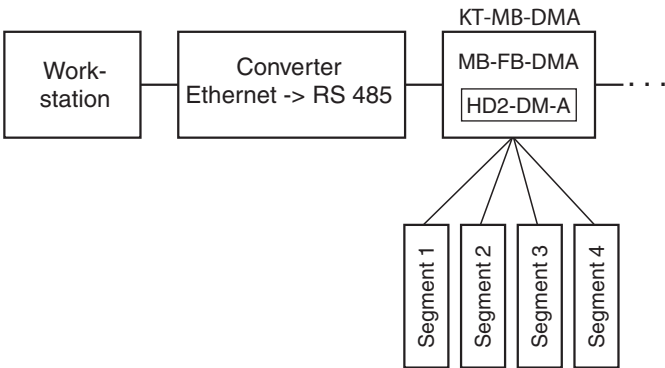 KT-MB-DMA
Work-
station
Converter
Ethernet -> RS 485
MB-FB-DMA
HD2-DM-A
. . .
Segment 1
Segment 2
Segment 3
Segment 4